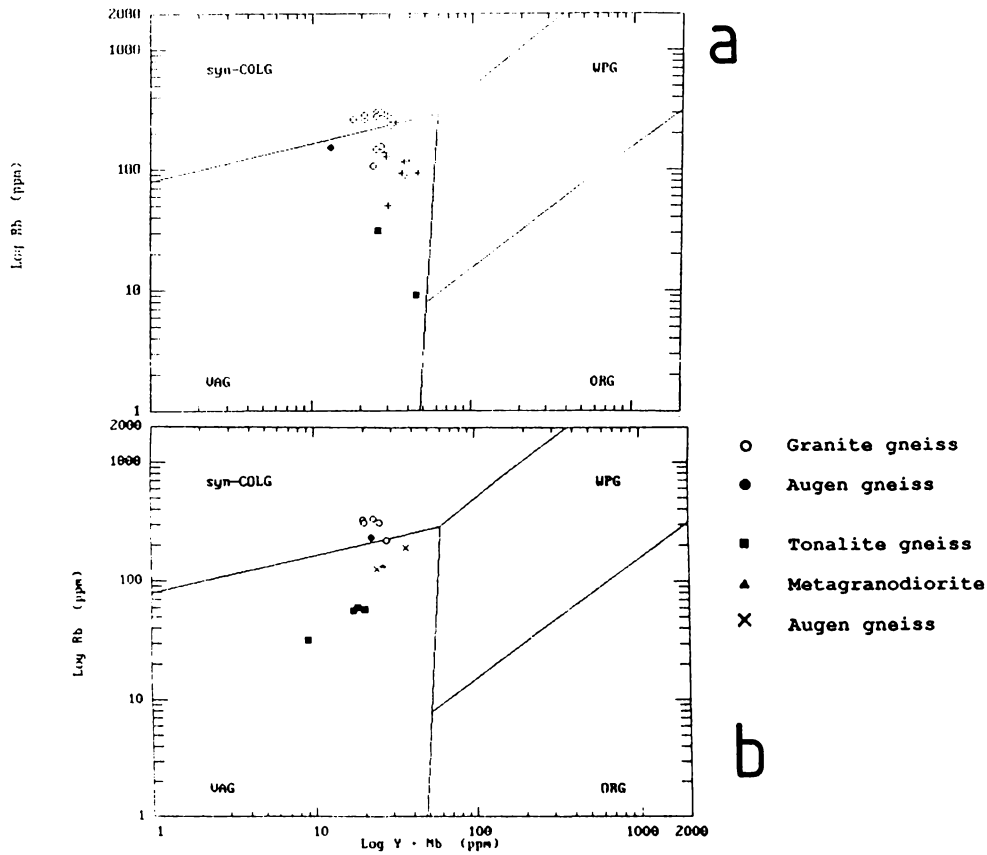 2000
a
1000
syn-COLG
WPG
100
Log Rb (ppm)
10
VAG
ORG
1
2000
1000
syn-COLG
WPG
100
Log Rb (ppm)
10
VAG
ORG
1
1 10 100 1000 2000
Log Y + Nb (ppm)
Granite gneiss
Augen gneiss
Tonalite gneiss
Metagranodiorite
Augen gneiss
b